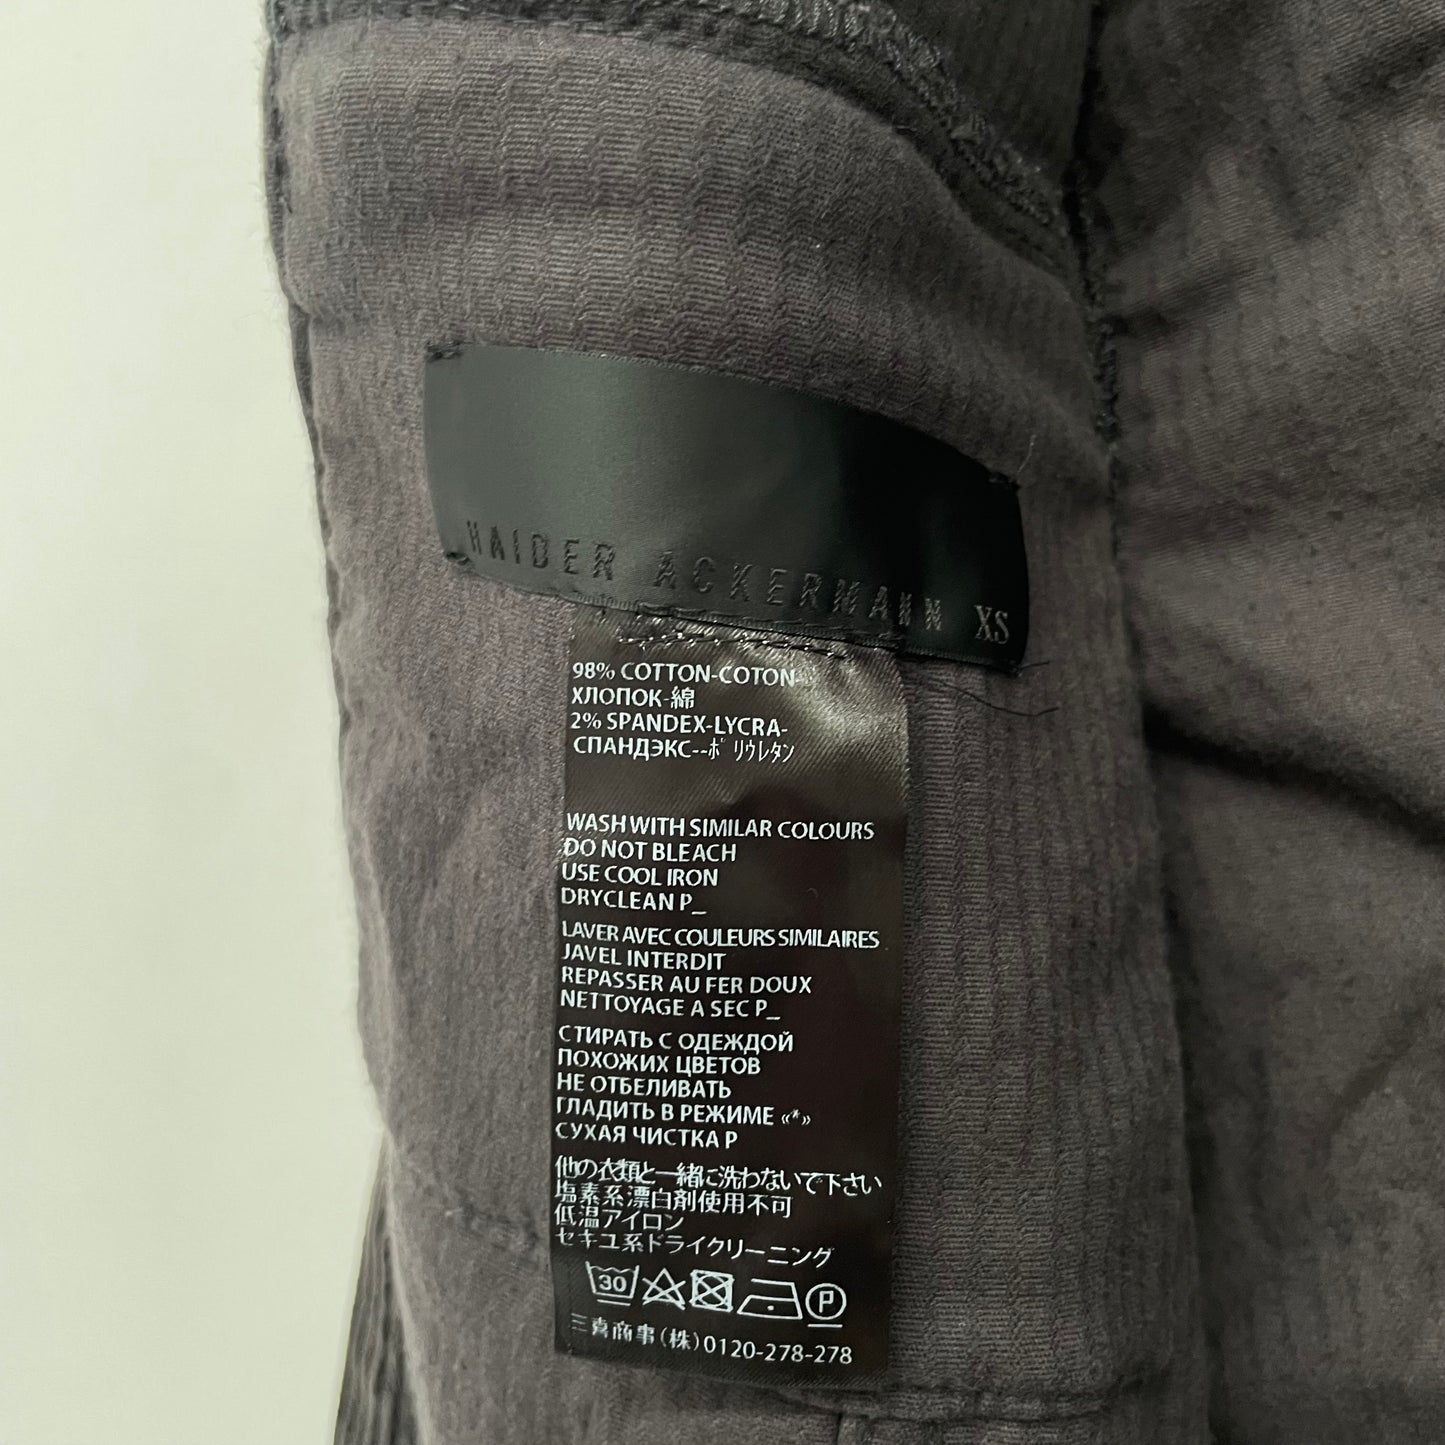 HAIDER ACKERMANN XS
98% COTTON-COTON-
ХЛОПОК-綿
2% SPANDEX-LYCRA-
СПАНДЭКС--ポリウレタン
WASH WITH SIMILAR COLOURS
DO NOT BLEACH
USE COOL IRON
DRYCLEAN P_
LAVER AVEC COULEURS SIMILAIRES
JAVEL INTERDIT
REPASSER AU FER DOUX
NETTOYAGE A SEC P_
СТИРАТЬ С ОДЕЖДОЙ
ПОХОЖИХ ЦВЕТОВ
НЕ ОТБЕЛИВАТЬ
ГЛАДИТЬ В РЕЖИМЕ «*»
СУХАЯ ЧИСТКА Р
他の衣類と一緒に洗わないで下さい
塩素系漂白剤使用不可
低温アイロン
セキユ系ドライクリーニング
30 P
三喜商事(株)0120-278-278